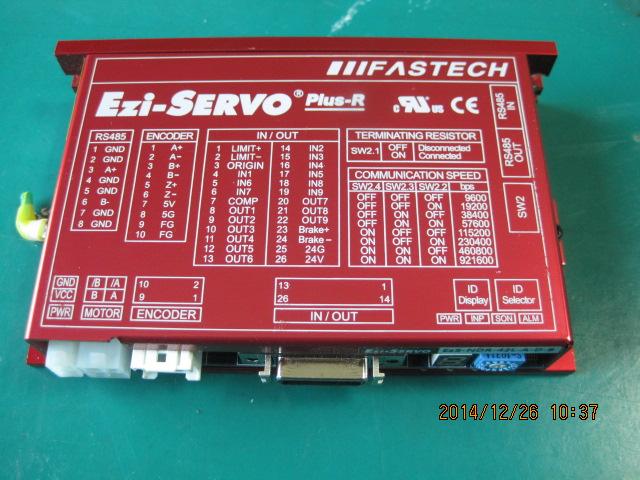 FASTECH
Ezi-SERVO® Plus-R
c RU us CE
RS485 IN
RS485 OUT
SW2
RS485
1 GND
2 GND
3 A+
4 GND
5 GND
6 B-
7 GND
8 GND
ENCODER
1 A+
2 A-
3 B+
4 B-
5 Z+
6 Z-
7 5V
8 5G
9 FG
10 FG
IN / OUT
1 LIMIT+ 14 IN2
2 LIMIT- 15 IN3
3 ORIGIN 16 IN4
4 IN1 17 IN5
5 IN6 18 IN8
6 IN7 19 IN9
7 COMP 20 OUT7
8 OUT1 21 OUT8
9 OUT2 22 OUT9
10 OUT3 23 Brake+
11 OUT4 24 Brake-
12 OUT5 25 24G
13 OUT6 26 24V
TERMINATING RESISTOR
SW2.1 OFF Disconnected
ON Connected
COMMUNICATION SPEED
SW2.4 SW2.3 SW2.2 bps
OFF OFF OFF 9600
OFF OFF ON 19200
OFF ON OFF 38400
OFF ON ON 57600
ON OFF OFF 115200
ON OFF ON 230400
ON ON OFF 460800
ON ON ON 921600
GND /B /A
VCC B A
PWR MOTOR
10 2
9 1
ENCODER
13 1
26 14
IN / OUT
ID Display
ID Selector
PWR INP SON ALM
Ezi-SERVO
2014/12/26 10:37